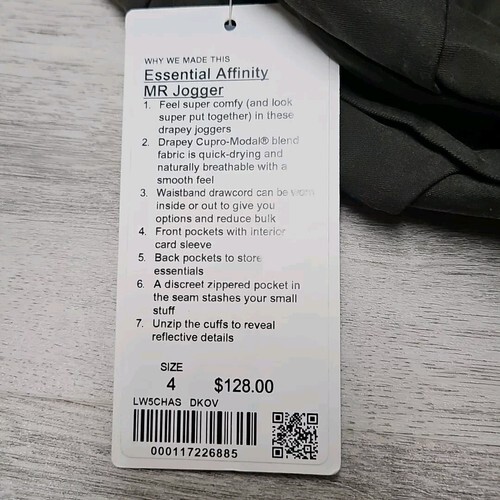 WHY WE MADE THIS
Essential Affinity
MR Jogger
1. Feel super comfy (and look
super put together) in these
drapey joggers
2. Drapey Cupro-Modal® blend
fabric is quick-drying and
naturally breathable with a
smooth feel
3. Waistband drawcord can be worn
inside or out to give you
options and reduce bulk
4. Front pockets with interior
card sleeve
5. Back pockets to store
essentials
6. A discreet zippered pocket in
the seam stashes your small
stuff
7. Unzip the cuffs to reveal
reflective details
SIZE
4 $128.00
LW5CHAS DKOV
000117226885